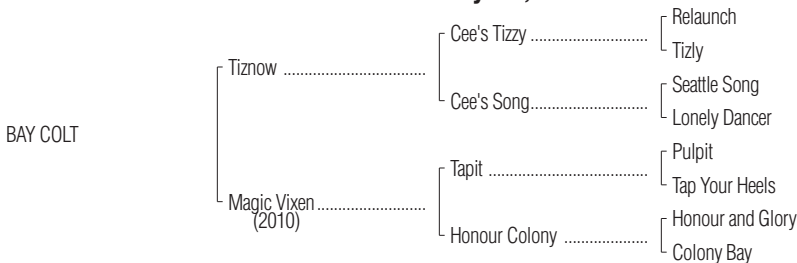 Relaunch
Cee's Tizzy ............................
Tizly
Tiznow ..................................
Seattle Song
Cee's Song............................
Lonely Dancer
BAY COLT
Pulpit
Tapit ......................................
Tap Your Heels
Magic Vixen..........................
(2010)
Honour and Glory
Honour Colony ....................
Colony Bay